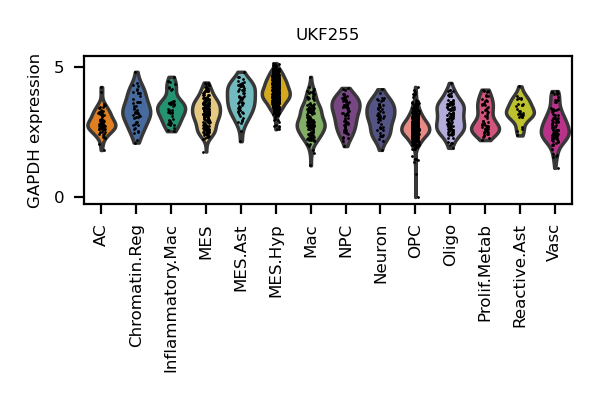 UKF255
GAPDH expression
5
0
AC
Chromatin.Reg
Inflammatory.Mac
MES
MES.Ast
MES.Hyp
Mac
NPC
Neuron
OPC
Oligo
Prolif.Metab
Reactive.Ast
Vasc